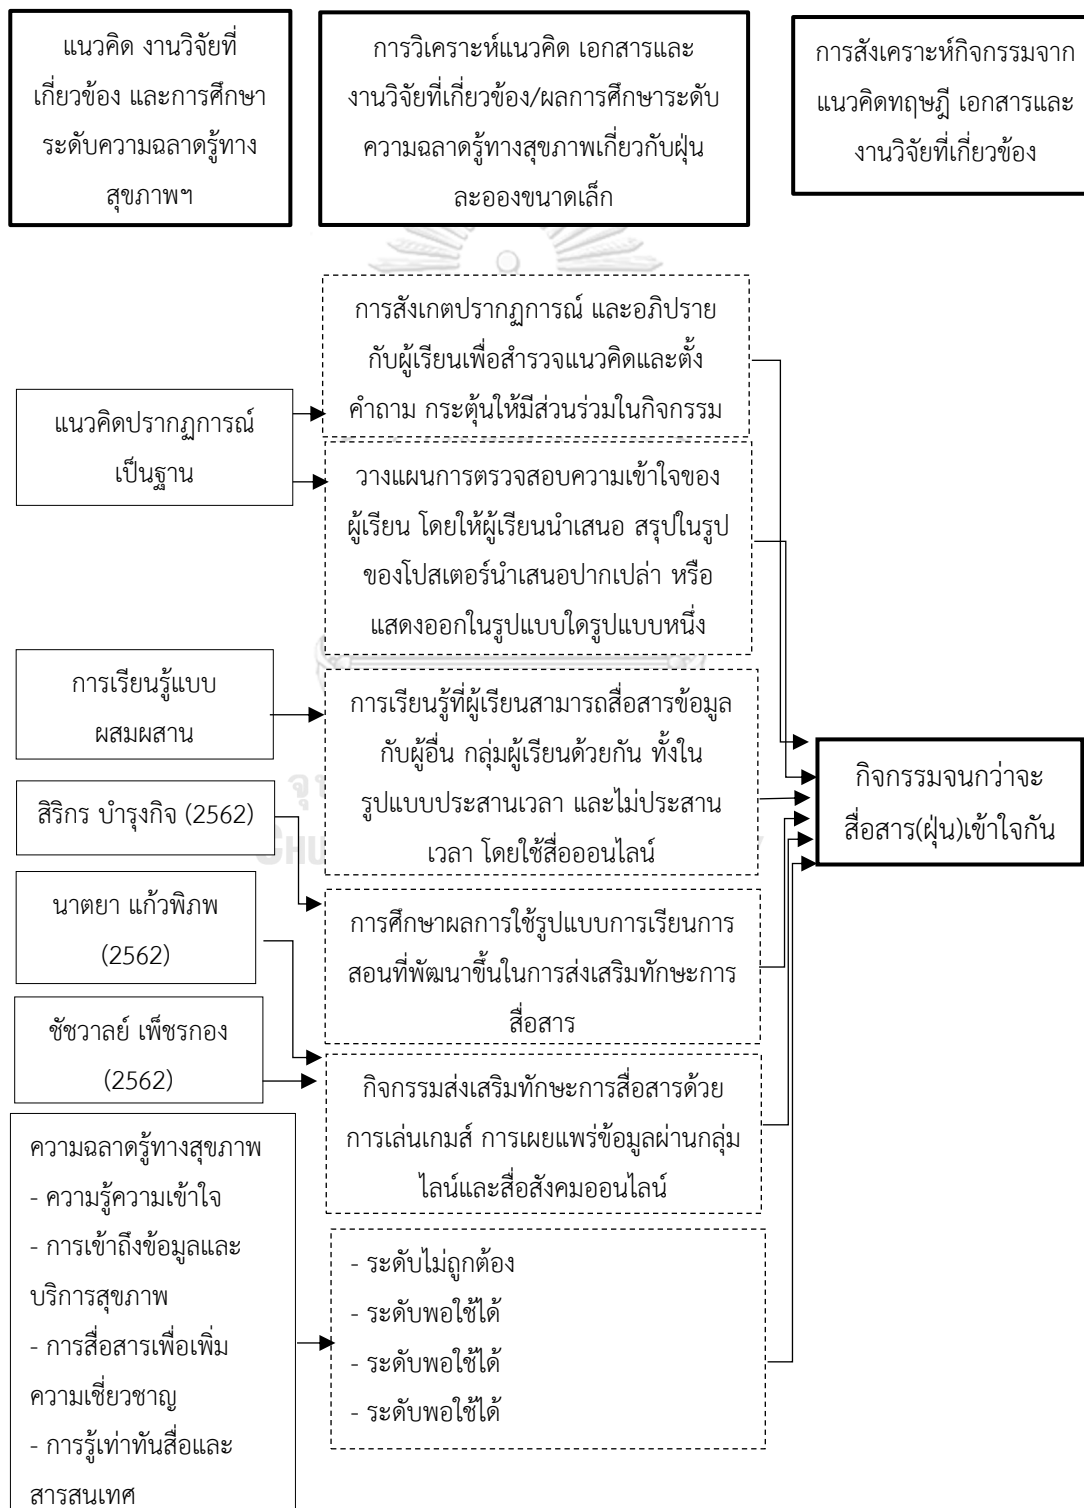 แนวคิด งานวิจัยที่
เกี่ยวข้อง และการศึกษา
ระดับความฉลาดรู้ทาง
สุขภาพฯ
การวิเคราะห์แนวคิด เอกสารและ
งานวิจัยที่เกี่ยวข้อง/ผลการศึกษาระดับ
ความฉลาดรู้ทางสุขภาพเกี่ยวกับฝุ่น
ละอองขนาดเล็ก
การสังเคราะห์กิจกรรมจาก
แนวคิดทฤษฎี เอกสารและ
งานวิจัยที่เกี่ยวข้อง
แนวคิดปรากฏการณ์
เป็นฐาน
การสังเกตปรากฏการณ์ และอภิปราย
กับผู้เรียนเพื่อสำรวจแนวคิดและตั้ง
คำถาม กระตุ้นให้มีส่วนร่วมในกิจกรรม
วางแผนการตรวจสอบความเข้าใจของ
ผู้เรียน โดยให้ผู้เรียนนำเสนอ สรุปในรูป
ของโปสเตอร์นำเสนอปากเปล่า หรือ
แสดงออกในรูปแบบใดรูปแบบหนึ่ง
การเรียนรู้แบบ
ผสมผสาน
การเรียนรู้ที่ผู้เรียนสามารถสื่อสารข้อมูล
กับผู้อื่น กลุ่มผู้เรียนด้วยกัน ทั้งใน
รูปแบบประสานเวลา และไม่ประสาน
เวลา โดยใช้สื่อออนไลน์
สิริกร บำรุงกิจ (2562)
การศึกษาผลการใช้รูปแบบการเรียนการ
สอนที่พัฒนาขึ้นในการส่งเสริมทักษะการ
สื่อสาร
นาตยา แก้วพิภพ
(2562)
ชัชวาลย์ เพ็ชรกอง
(2562)
กิจกรรมส่งเสริมทักษะการสื่อสารด้วย
การเล่นเกมส์ การเผยแพร่ข้อมูลผ่านกลุ่ม
ไลน์และสื่อสังคมออนไลน์
ความฉลาดรู้ทางสุขภาพ
- ความรู้ความเข้าใจ
- การเข้าถึงข้อมูลและ
บริการสุขภาพ
- การสื่อสารเพื่อเพิ่ม
ความเชี่ยวชาญ
- การรู้เท่าทันสื่อและ
สารสนเทศ
- ระดับไม่ถูกต้อง
- ระดับพอใช้ได้
- ระดับพอใช้ได้
- ระดับพอใช้ได้
กิจกรรมจนกว่าจะ
สื่อสาร(ฝุ่น)เข้าใจกัน